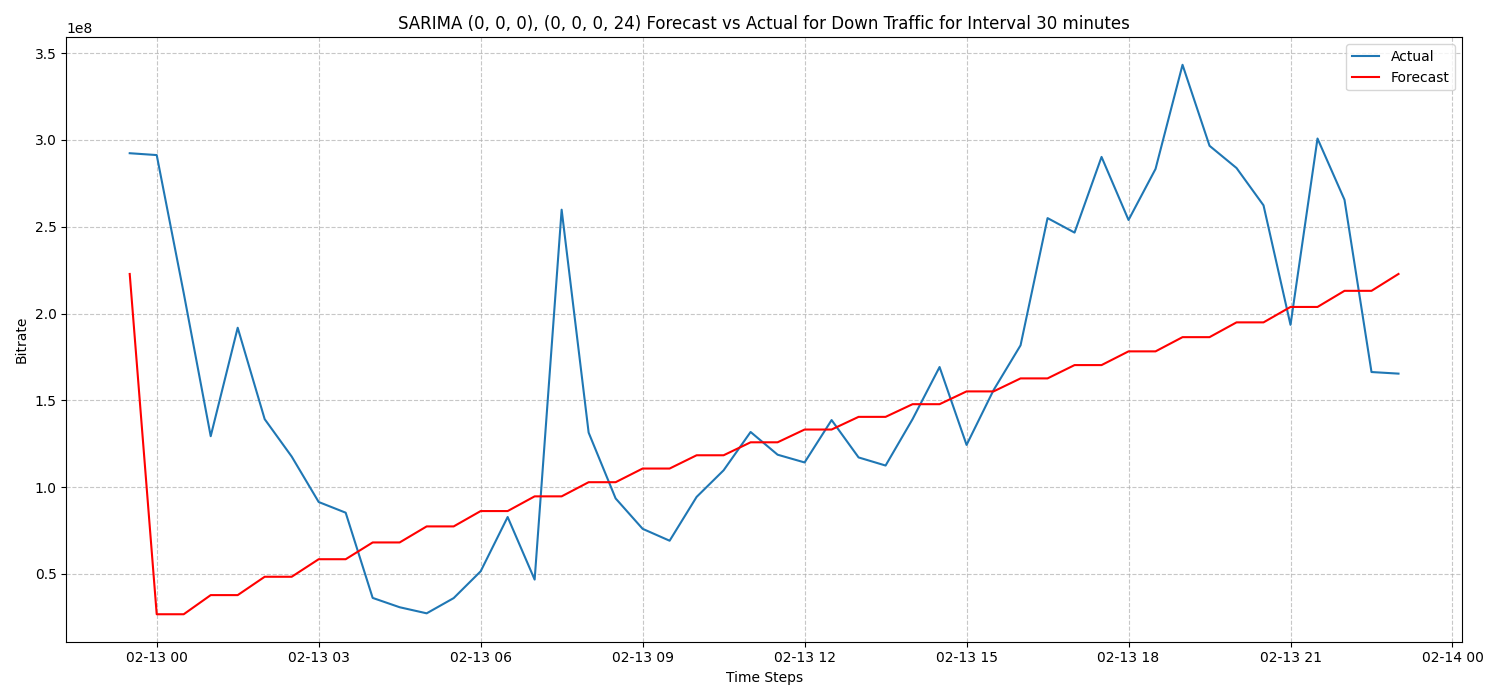 SARIMA (0, 0, 0), (0, 0, 0, 24) Forecast vs Actual for Down Traffic for Interval 30 minutes
1e8
3.5
3.0
2.5
2.0
1.5
1.0
0.5
Bitrate
Actual
Forecast
02-13 00
02-13 03
02-13 06
02-13 09
02-13 12
02-13 15
02-13 18
02-13 21
02-14 00
Time Steps